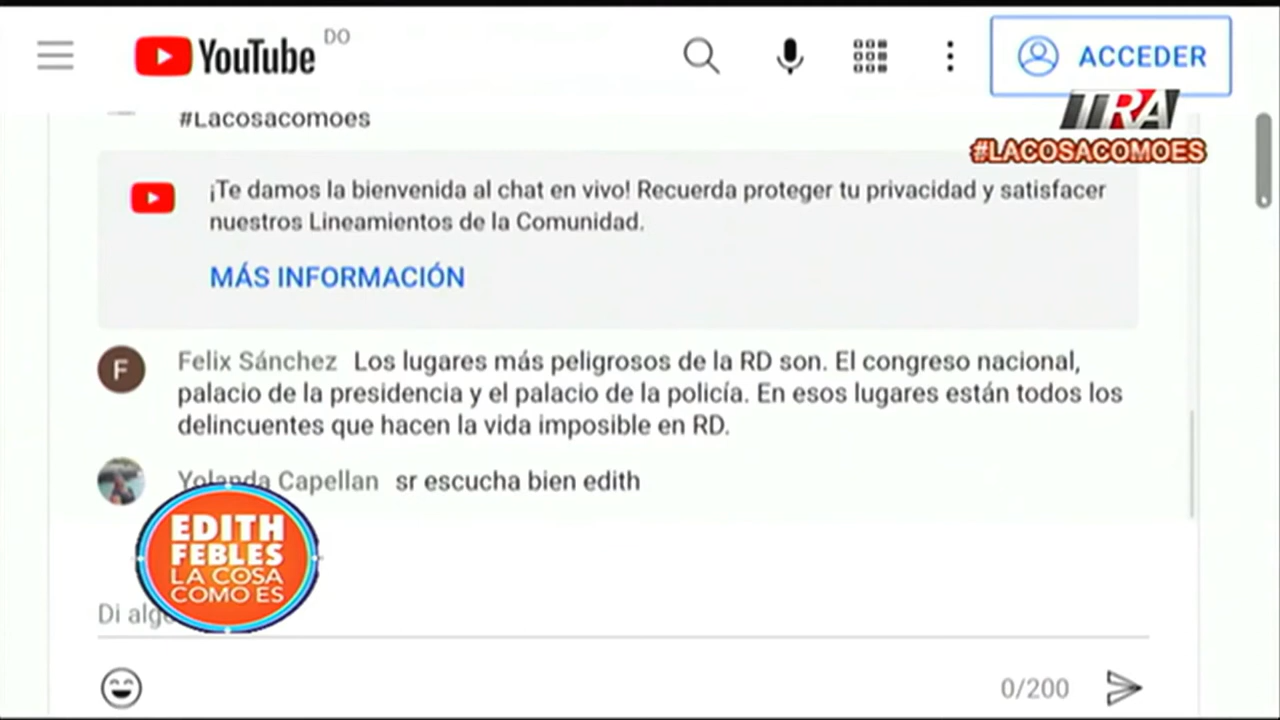 YouTube DO
ACCEDER
TRA
#LACOSACOMOES
#Lacosacomoes
¡Te damos la bienvenida al chat en vivo! Recuerda proteger tu privacidad y satisfacer
nuestros Lineamientos de la Comunidad.
MÁS INFORMACIÓN
F
Felix Sánchez Los lugares más peligrosos de la RD son. El congreso nacional,
palacio de la presidencia y el palacio de la policía. En esos lugares están todos los
delincuentes que hacen la vida imposible en RD.
Yolanda Capellan sr escucha bien edith
EDITH
FEBLES
LA COSA
COMO ES
Di algo
0/200